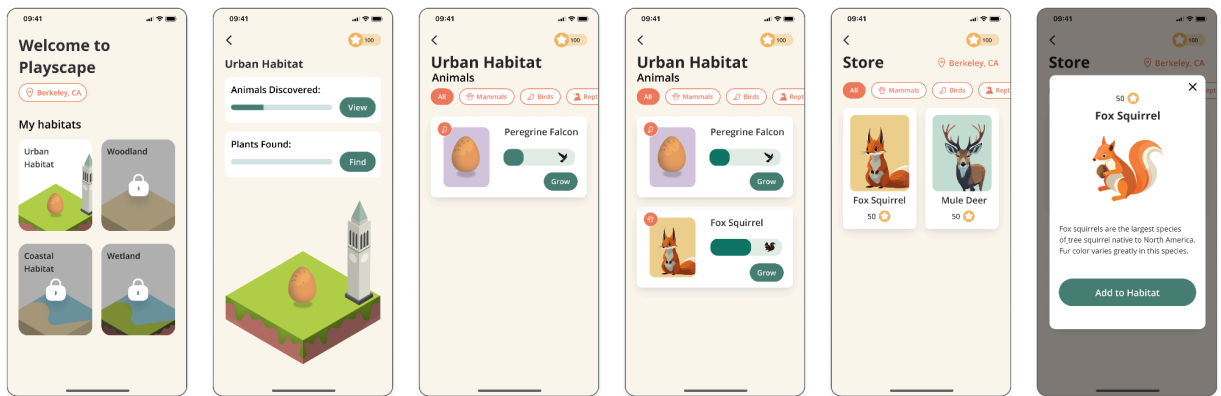 09:41
Welcome to
Playscape
Berkeley, CA
My habitats
Urban
Habitat
Woodland
Coastal
Habitat
Wetland
09:41
100
Urban Habitat
Animals Discovered:
View
Plants Found:
Find
09:41
100
Urban Habitat
Animals
All Mammals Birds Rept
Peregrine Falcon
Grow
09:41
100
Urban Habitat
Animals
All Mammals Birds Rept
Peregrine Falcon
Grow
Fox Squirrel
Grow
09:41
100
Store Berkeley, CA
All Mammals Birds Rept
Fox Squirrel Mule Deer
50 50
09:41
100
Store Berkeley, CA
50
Fox Squirrel
Fox squirrels are the largest species
of tree squirrel native to North America.
Fur color varies greatly in this species.
Add to Habitat